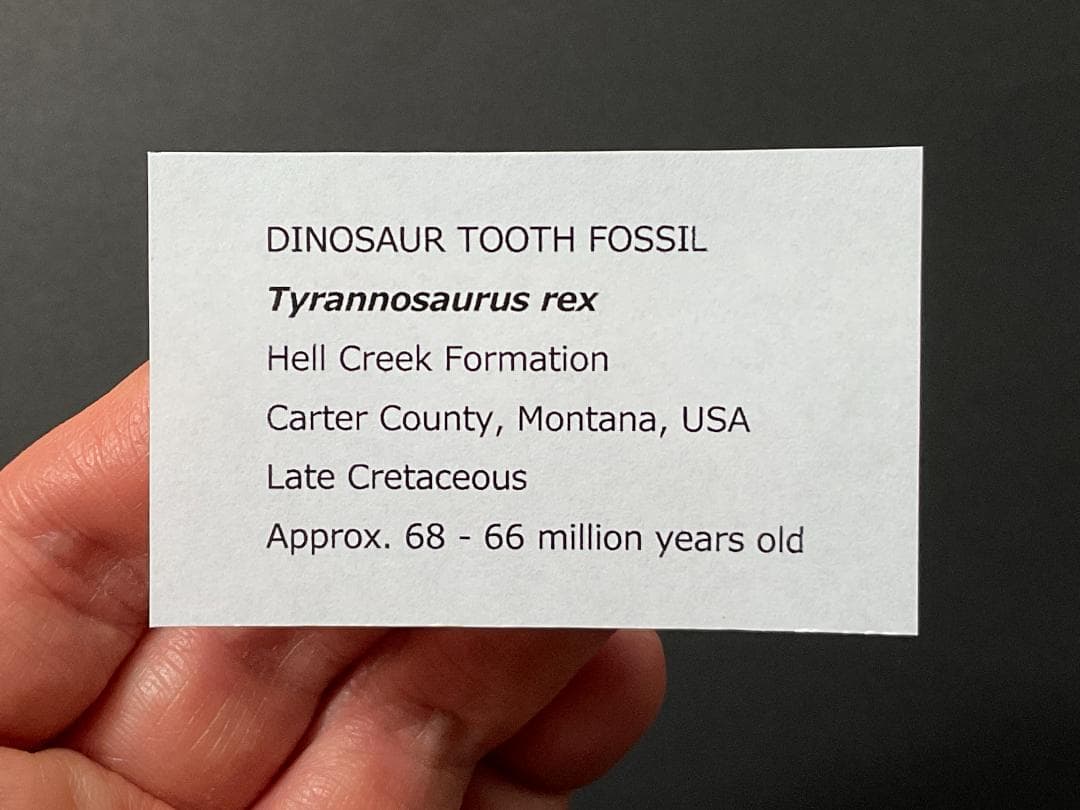 DINOSAUR TOOTH FOSSIL
Tyrannosaurus rex
Hell Creek Formation
Carter County, Montana, USA
Late Cretaceous
Approx. 68 - 66 million years old